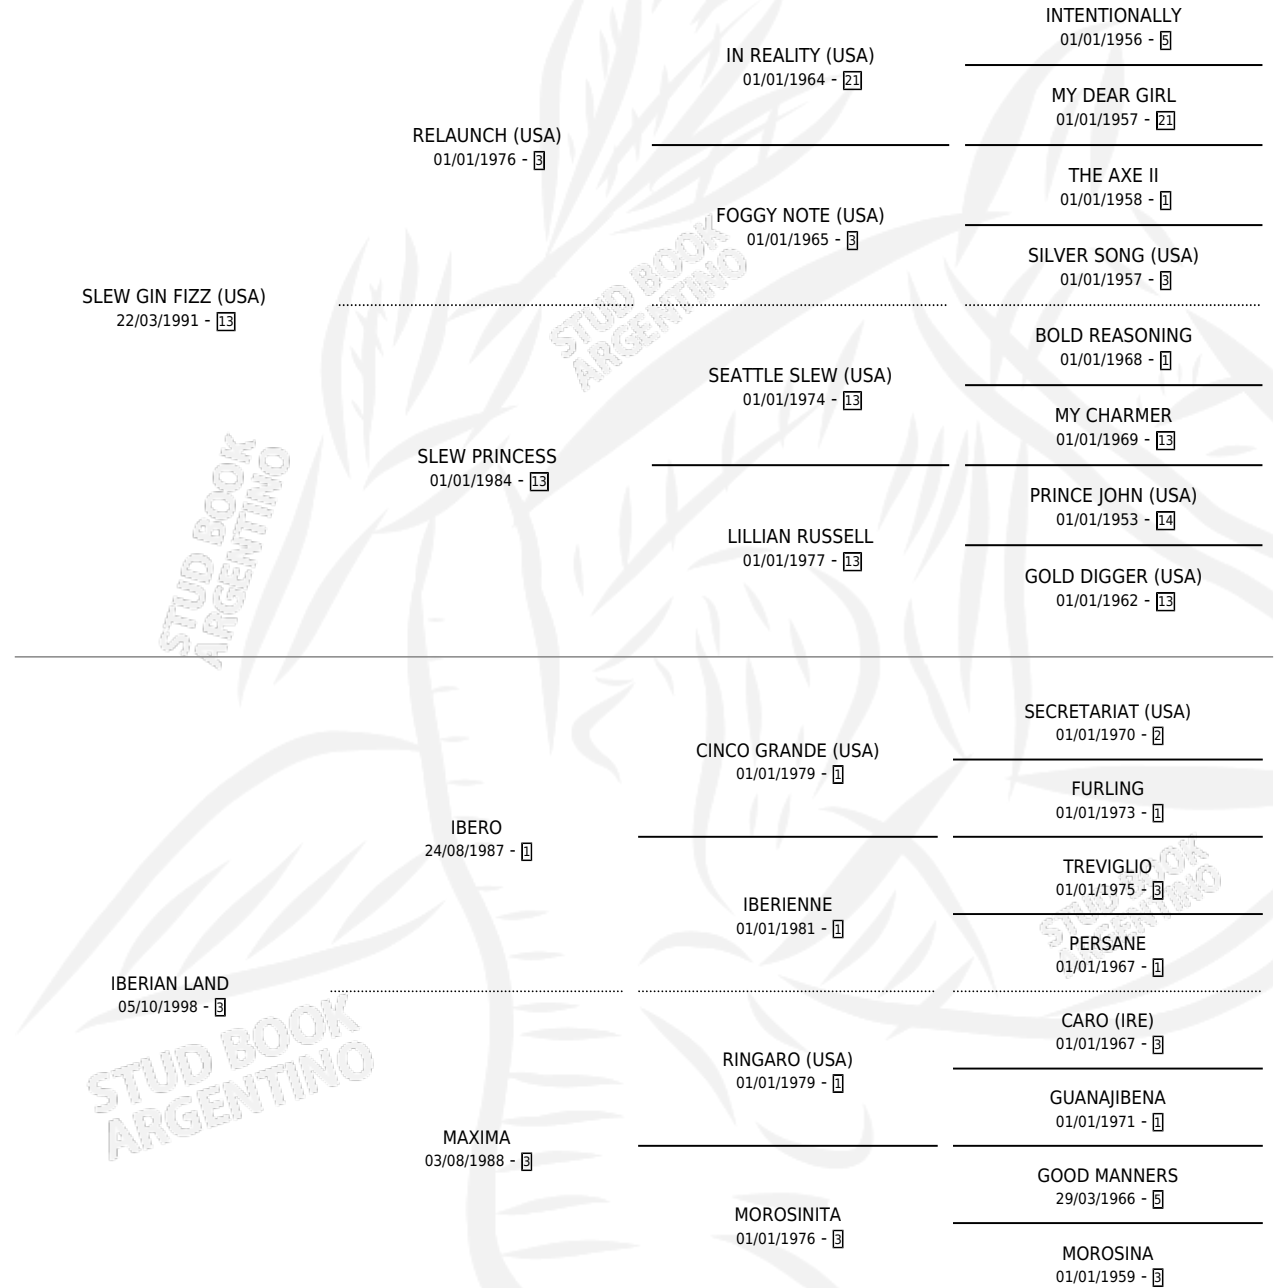 INTENTIONALLY
01/01/1956 - 5
IN REALITY (USA)
01/01/1964 - 21
MY DEAR GIRL
01/01/1957 - 21
RELAUNCH (USA)
01/01/1976 - 3
THE AXE II
01/01/1958 - 1
FOGGY NOTE (USA)
01/01/1965 - 3
SILVER SONG (USA)
01/01/1957 - 3
SLEW GIN FIZZ (USA)
22/03/1991 - 13
BOLD REASONING
01/01/1968 - 1
SEATTLE SLEW (USA)
01/01/1974 - 13
MY CHARMER
01/01/1969 - 13
SLEW PRINCESS
01/01/1984 - 13
PRINCE JOHN (USA)
01/01/1953 - 14
LILLIAN RUSSELL
01/01/1977 - 13
GOLD DIGGER (USA)
01/01/1962 - 13
SECRETARIAT (USA)
01/01/1970 - 2
CINCO GRANDE (USA)
01/01/1979 - 1
FURLING
01/01/1973 - 1
IBERO
24/08/1987 - 1
TREVIGLIO
01/01/1975 - 3
IBERIENNE
01/01/1981 - 1
PERSANE
01/01/1967 - 1
IBERIAN LAND
05/10/1998 - 3
CARO (IRE)
01/01/1967 - 3
RINGARO (USA)
01/01/1979 - 1
GUANAJIBENA
01/01/1971 - 1
MAXIMA
03/08/1988 - 3
GOOD MANNERS
29/03/1966 - 5
MOROSINITA
01/01/1976 - 3
MOROSINA
01/01/1959 - 3
STUD BOOK
ARGENTINO
STUD BOOK
ARGENTINO
STUD BOOK
ARGENTINO
STUD BOOK
ARGENTINO